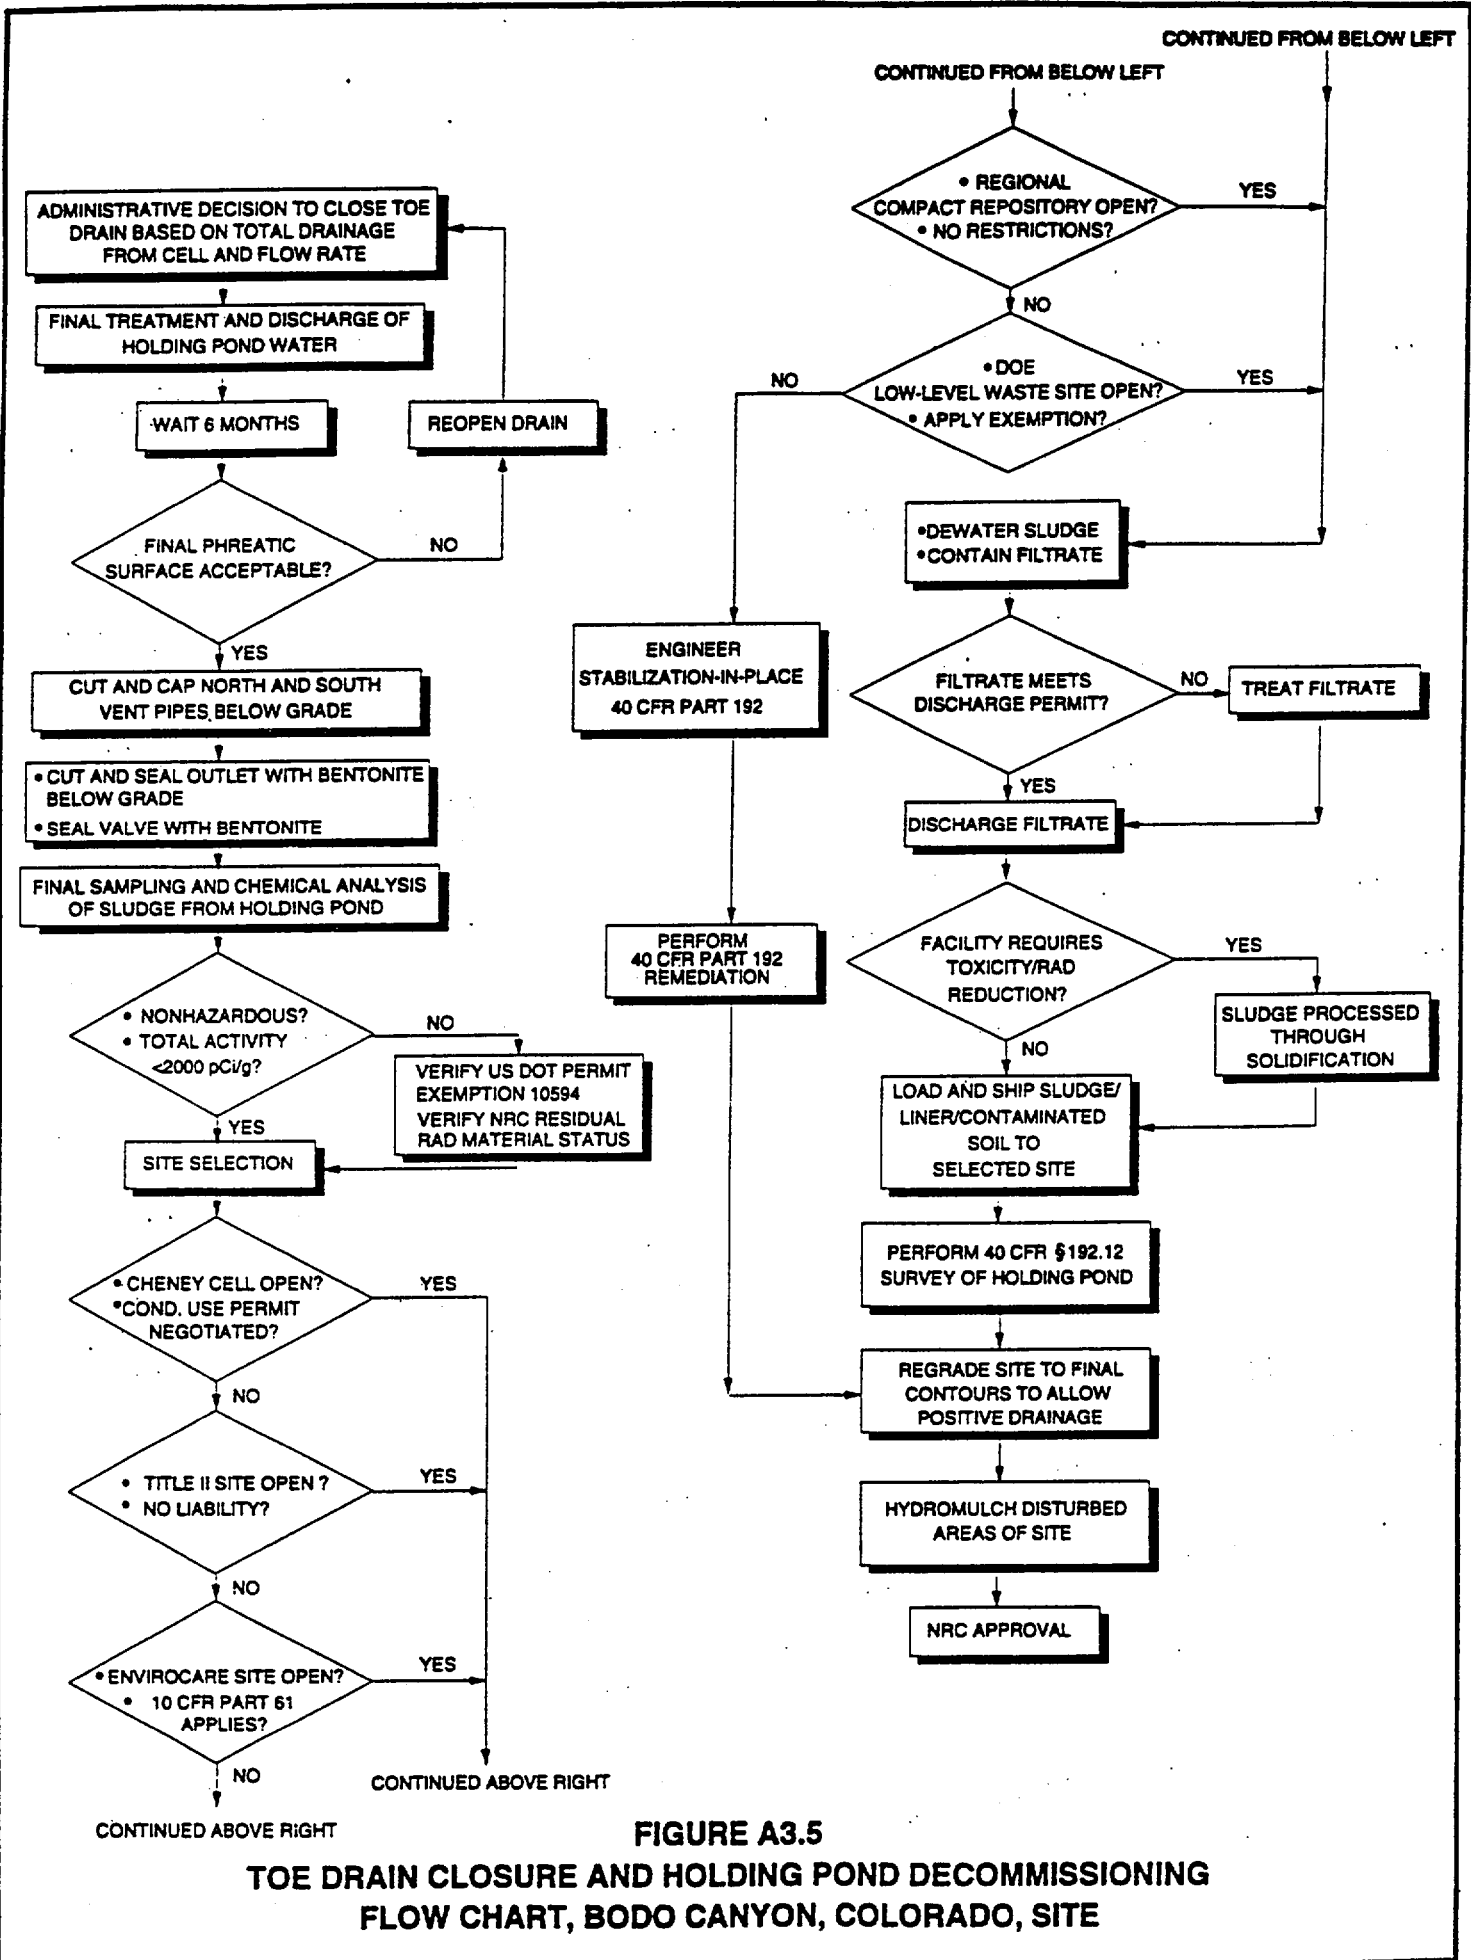 ADMINISTRATIVE DECISION TO CLOSE TOE
DRAIN BASED ON TOTAL DRAINAGE
FROM CELL AND FLOW RATE
FINAL TREATMENT AND DISCHARGE OF
HOLDING POND WATER
WAIT 6 MONTHS
REOPEN DRAIN
FINAL PHREATIC
SURFACE ACCEPTABLE?
NO
YES
CUT AND CAP NORTH AND SOUTH
VENT PIPES BELOW GRADE
• CUT AND SEAL OUTLET WITH BENTONITE
BELOW GRADE
• SEAL VALVE WITH BENTONITE
FINAL SAMPLING AND CHEMICAL ANALYSIS
OF SLUDGE FROM HOLDING POND
• NONHAZARDOUS?
• TOTAL ACTIVITY
<2000 pCi/g?
NO
VERIFY US DOT PERMIT
EXEMPTION 10594
VERIFY NRC RESIDUAL
RAD MATERIAL STATUS
YES
SITE SELECTION
• CHENEY CELL OPEN?
• COND. USE PERMIT
NEGOTIATED?
YES
NO
• TITLE II SITE OPEN ?
• NO LIABILITY?
YES
NO
• ENVIROCARE SITE OPEN?
• 10 CFR PART 61
APPLIES?
YES
NO
CONTINUED ABOVE RIGHT
CONTINUED ABOVE RIGHT
CONTINUED FROM BELOW LEFT
CONTINUED FROM BELOW LEFT
• REGIONAL
COMPACT REPOSITORY OPEN?
• NO RESTRICTIONS?
YES
NO
• DOE
LOW-LEVEL WASTE SITE OPEN?
• APPLY EXEMPTION?
NO
YES
ENGINEER
STABILIZATION-IN-PLACE
40 CFR PART 192
PERFORM
40 CFR PART 192
REMEDIATION
• DEWATER SLUDGE
• CONTAIN FILTRATE
FILTRATE MEETS
DISCHARGE PERMIT?
NO
TREAT FILTRATE
YES
DISCHARGE FILTRATE
FACILITY REQUIRES
TOXICITY/RAD
REDUCTION?
YES
SLUDGE PROCESSED
THROUGH
SOLIDIFICATION
NO
LOAD AND SHIP SLUDGE/
LINER/CONTAMINATED
SOIL TO
SELECTED SITE
PERFORM 40 CFR §192.12
SURVEY OF HOLDING POND
REGRADE SITE TO FINAL
CONTOURS TO ALLOW
POSITIVE DRAINAGE
HYDROMULCH DISTURBED
AREAS OF SITE
NRC APPROVAL
FIGURE A3.5
TOE DRAIN CLOSURE AND HOLDING POND DECOMMISSIONING
FLOW CHART, BODO CANYON, COLORADO, SITE